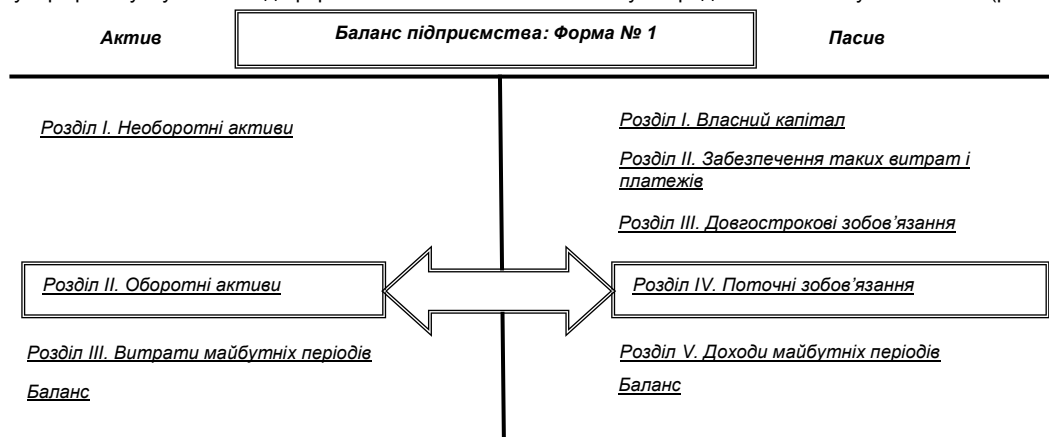 Актив
Баланс підприємства: Форма № 1
Пасив
Розділ І. Необоротні активи
Розділ І. Власний капітал
Розділ ІІ. Забезпечення таких витрат і
платежів
Розділ ІІІ. Довгострокові зобов’язання
Розділ ІІ. Оборотні активи
Розділ IV. Поточні зобов’язання
Розділ ІІІ. Витрати майбутніх періодів
Розділ V. Доходи майбутніх періодів
Баланс
Баланс